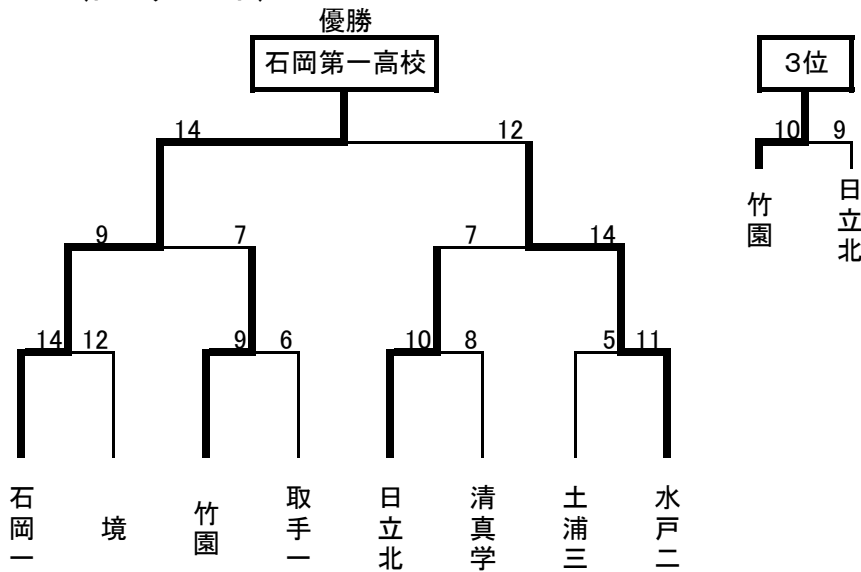 優勝
石岡第一高校
3位
14 12
10 9
竹園
日立北
9 7 7 14
14 12 9 6 10 8 5 11
石岡一
境
竹園
取手一
日立北
清真学
土浦三
水戸二